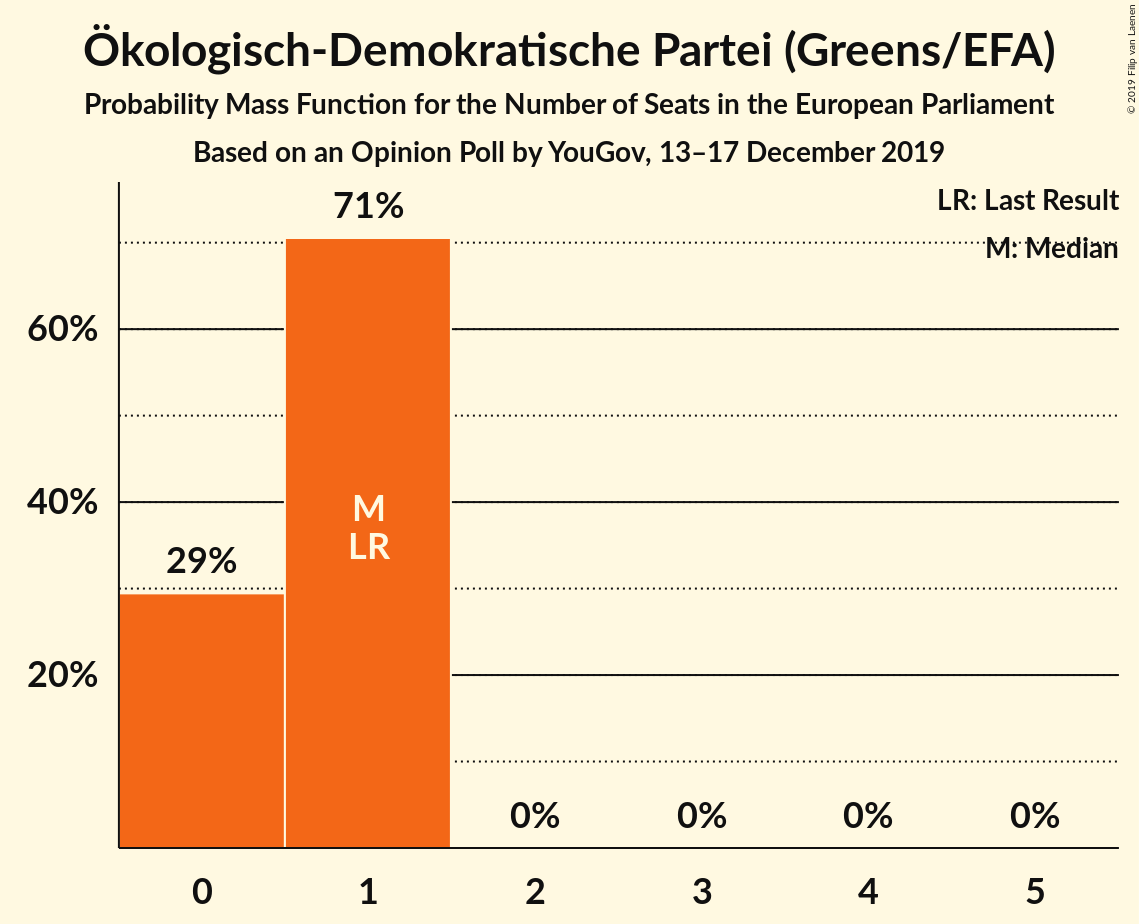 Ökologisch-Demokratische Partei (Greens/EFA)
Probability Mass Function for the Number of Seats in the European Parliament
Based on an Opinion Poll by YouGov, 13–17 December 2019
© 2019 Filip van Laenen
LR: Last Result
M: Median
71%
60%
40%
M
LR
29%
20%
0%
0%
0%
0%
0
1
2
3
4
5